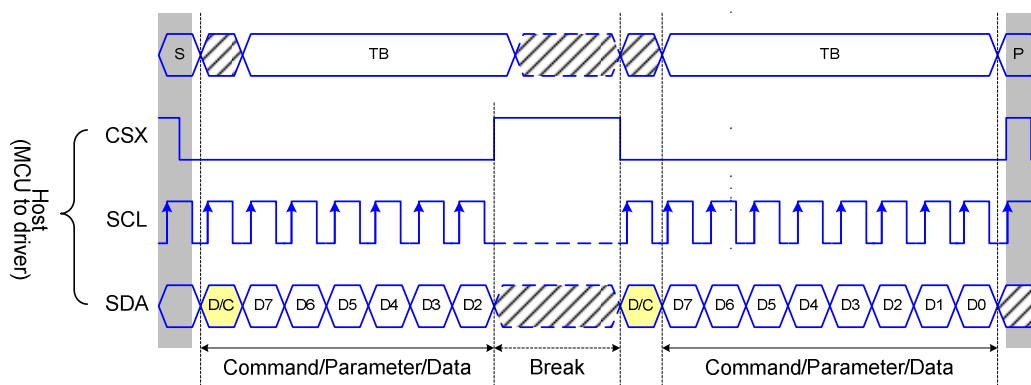 S TB TB P
CSX
SCL
SDA D/C D7 D6 D5 D4 D3 D2 D/C D7 D6 D5 D4 D3 D2 D1 D0
Host
(MCU to driver)
Command/Parameter/Data Break Command/Parameter/Data